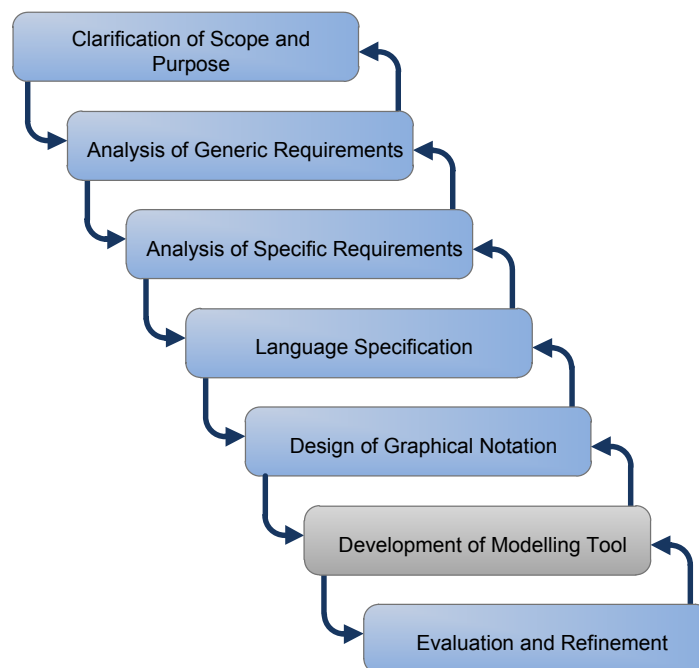 Clarification of Scope and
Purpose
Analysis of Generic Requirements
Analysis of Specific Requirements
Language Specification
Design of Graphical Notation
Development of Modelling Tool
Evaluation and Refinement